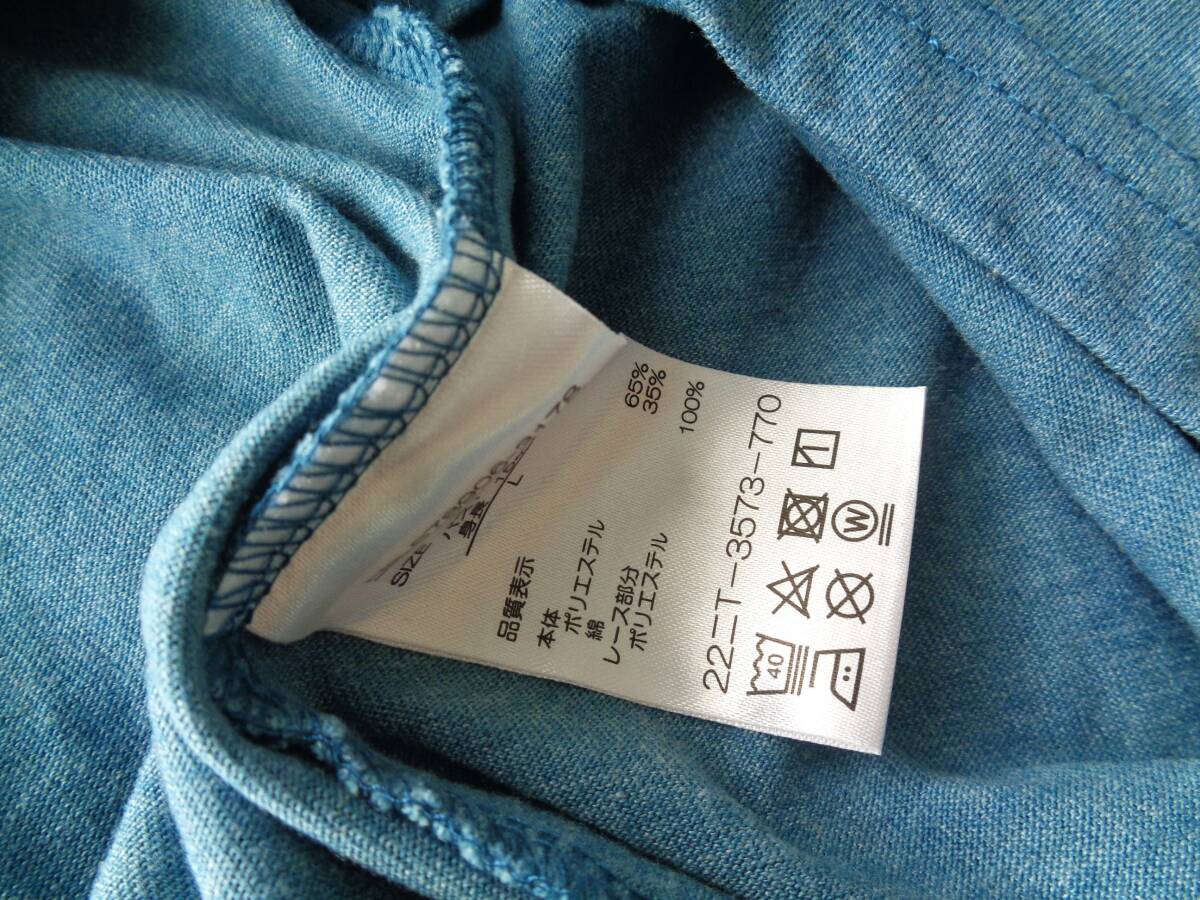 SIZE
身長
L
品質表示
本体
ポリエステル 65%
綿 35%
レース部分
ポリエステル 100%
22ニT-3573-770
40
W